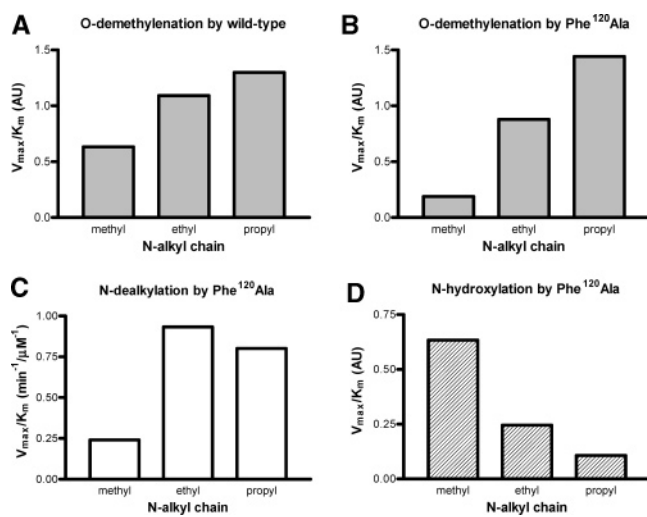 A
O-demethylenation by wild-type
Vmax/Km (AU)
1.5
1.0
0.5
0.0
methyl ethyl propyl
N-alkyl chain
B
O-demethylenation by Phe¹²⁰Ala
Vmax/Km (AU)
1.5
1.0
0.5
0.0
methyl ethyl propyl
N-alkyl chain
C
N-dealkylation by Phe¹²⁰Ala
Vmax/Km (min⁻¹/μM⁻¹)
1.00
0.75
0.50
0.25
0.00
methyl ethyl propyl
N-alkyl chain
D
N-hydroxylation by Phe¹²⁰Ala
Vmax/Km (AU)
0.75
0.50
0.25
0.00
methyl ethyl propyl
N-alkyl chain